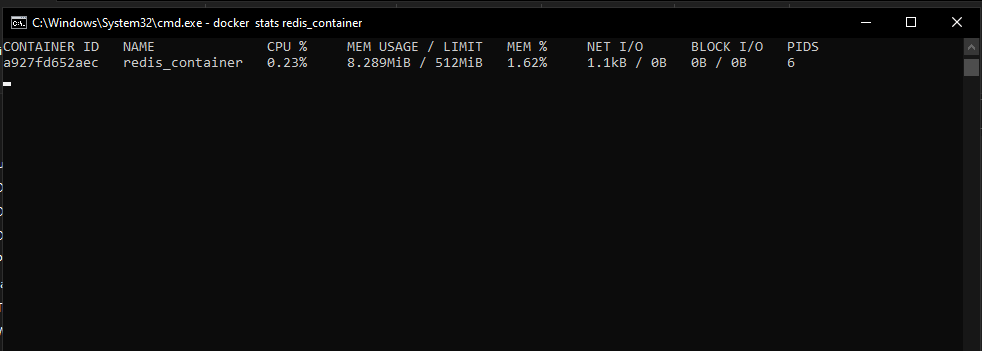 C:\Windows\System32\cmd.exe - docker stats redis_container
CONTAINER ID NAME CPU % MEM USAGE / LIMIT MEM % NET I/O BLOCK I/O PIDS
a927fd652aec redis_container 0.23% 8.289MiB / 512MiB 1.62% 1.1kB / 0B 0B / 0B 6